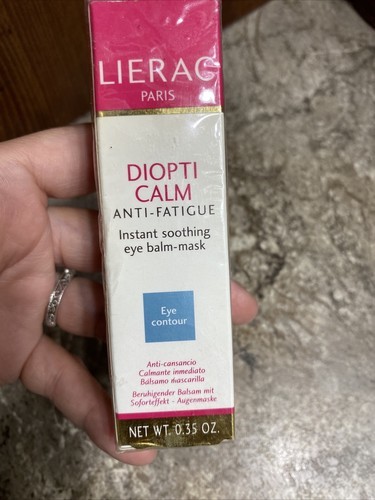 LIERAC
PARIS
DIOPTI
CALM
ANTI-FATIGUE
Instant soothing
eye balm-mask
Eye
contour
Anti-cansancio
Calmante inmediato
Bálsamo mascarilla
Beruhigender Balsam mit
Soforteffekt - Augenmaske
NET WT. 0.35 OZ.